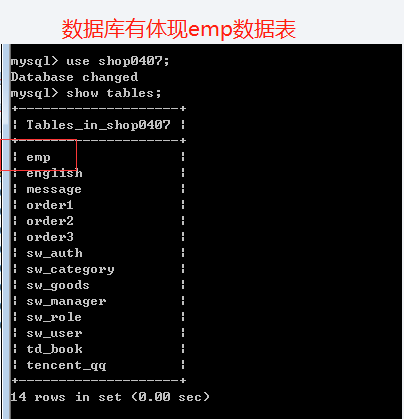 数据库有体现emp数据表
mysql> use shop0407;
Database changed
mysql> show tables;
+--------------------+
| Tables_in_shop0407 |
+--------------------+
| emp                |
| english            |
| message            |
| order1             |
| order2             |
| order3             |
| sw_auth            |
| sw_category        |
| sw_goods           |
| sw_manager         |
| sw_role            |
| sw_user            |
| td_book            |
| tencent_qq         |
+--------------------+
14 rows in set (0.00 sec)